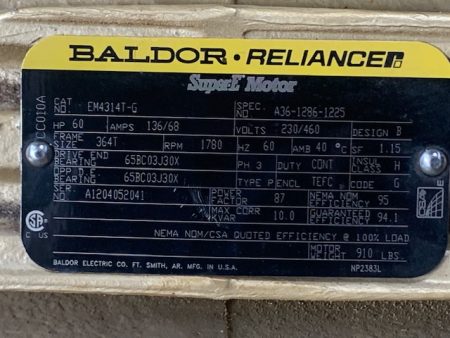 BALDOR • RELIANCE
Super-E Motor
CAT. NO. EM4314T-G SPEC. NO. A36-1286-1225
HP 60 AMPS 136/68 VOLTS 230/460 DESIGN B
FRAME SIZE 364T RPM 1780 HZ 60 AMB 40 °C SF 1.15
DRIVE END BEARING 65BC03J30X PH 3 DUTY CONT INSUL CLASS H
OPP D.E. BEARING 65BC03J30X TYPE P ENCL TEFC CODE G
SER. NO. A1204052041 POWER FACTOR 87 NEMA NOM EFFICIENCY 95
MAX CORR KVAR 10.0 GUARANTEED EFFICIENCY 94.1
NEMA NOM/CSA QUOTED EFFICIENCY @ 100% LOAD
MOTOR WEIGHT 910 LBS.
BALDOR ELECTRIC CO. FT. SMITH, AR. MFG. IN U.S.A. NP2383L
CC010A
C US